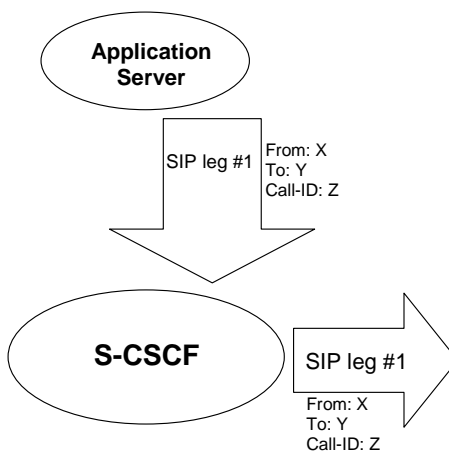 Application
Server
SIP leg #1
From: X
To: Y
Call-ID: Z
S-CSCF
SIP leg #1
From: X
To: Y
Call-ID: Z